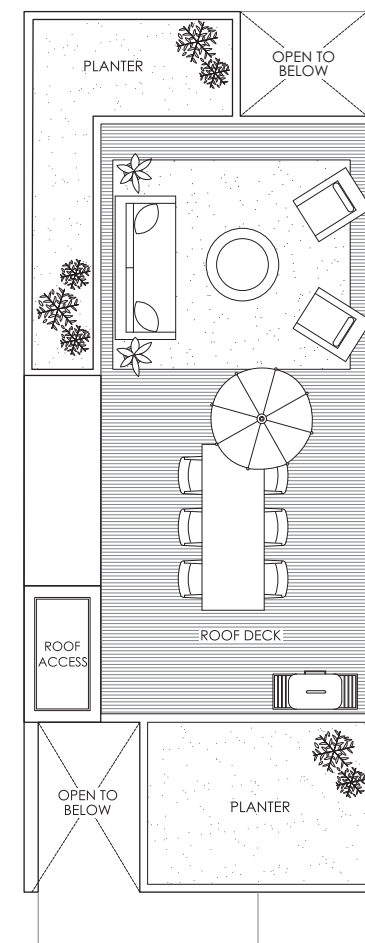 PLANTER
OPEN TO
BELOW
ROOF DECK
ROOF
ACCESS
OPEN TO
BELOW
PLANTER